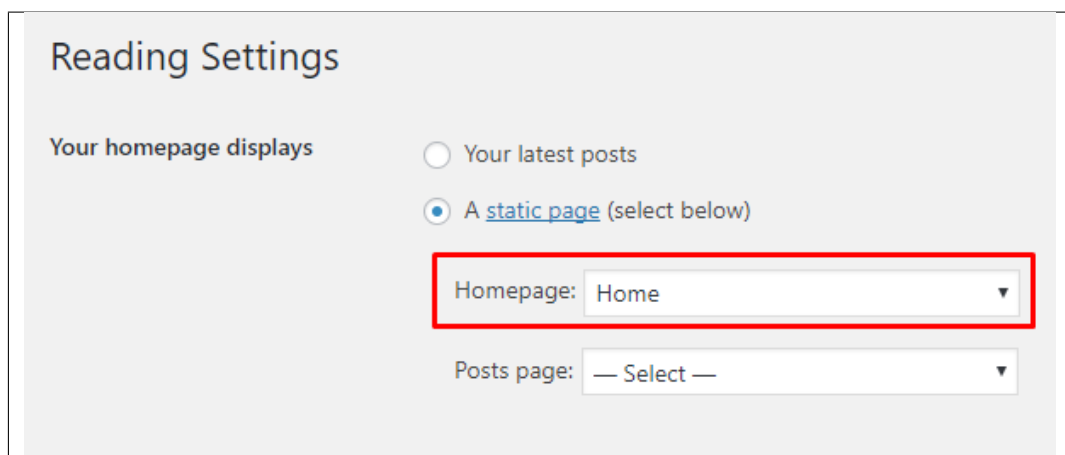 Reading Settings
Your homepage displays
Your latest posts
A static page (select below)
Homepage: Home
Posts page: — Select —